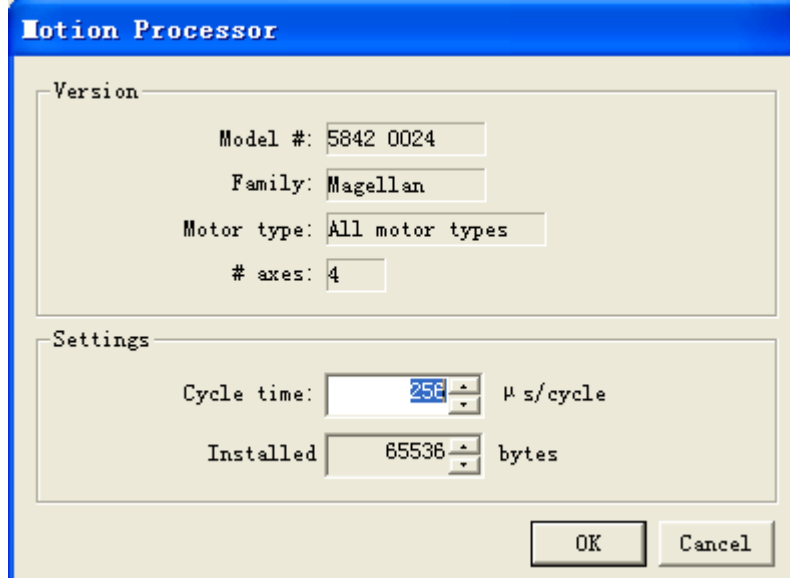 Motion Processor
Version
Model #: 5842 0024
Family: Magellan
Motor type: All motor types
# axes: 4
Settings
Cycle time: 256 μs/cycle
Installed 65536 bytes
OK Cancel